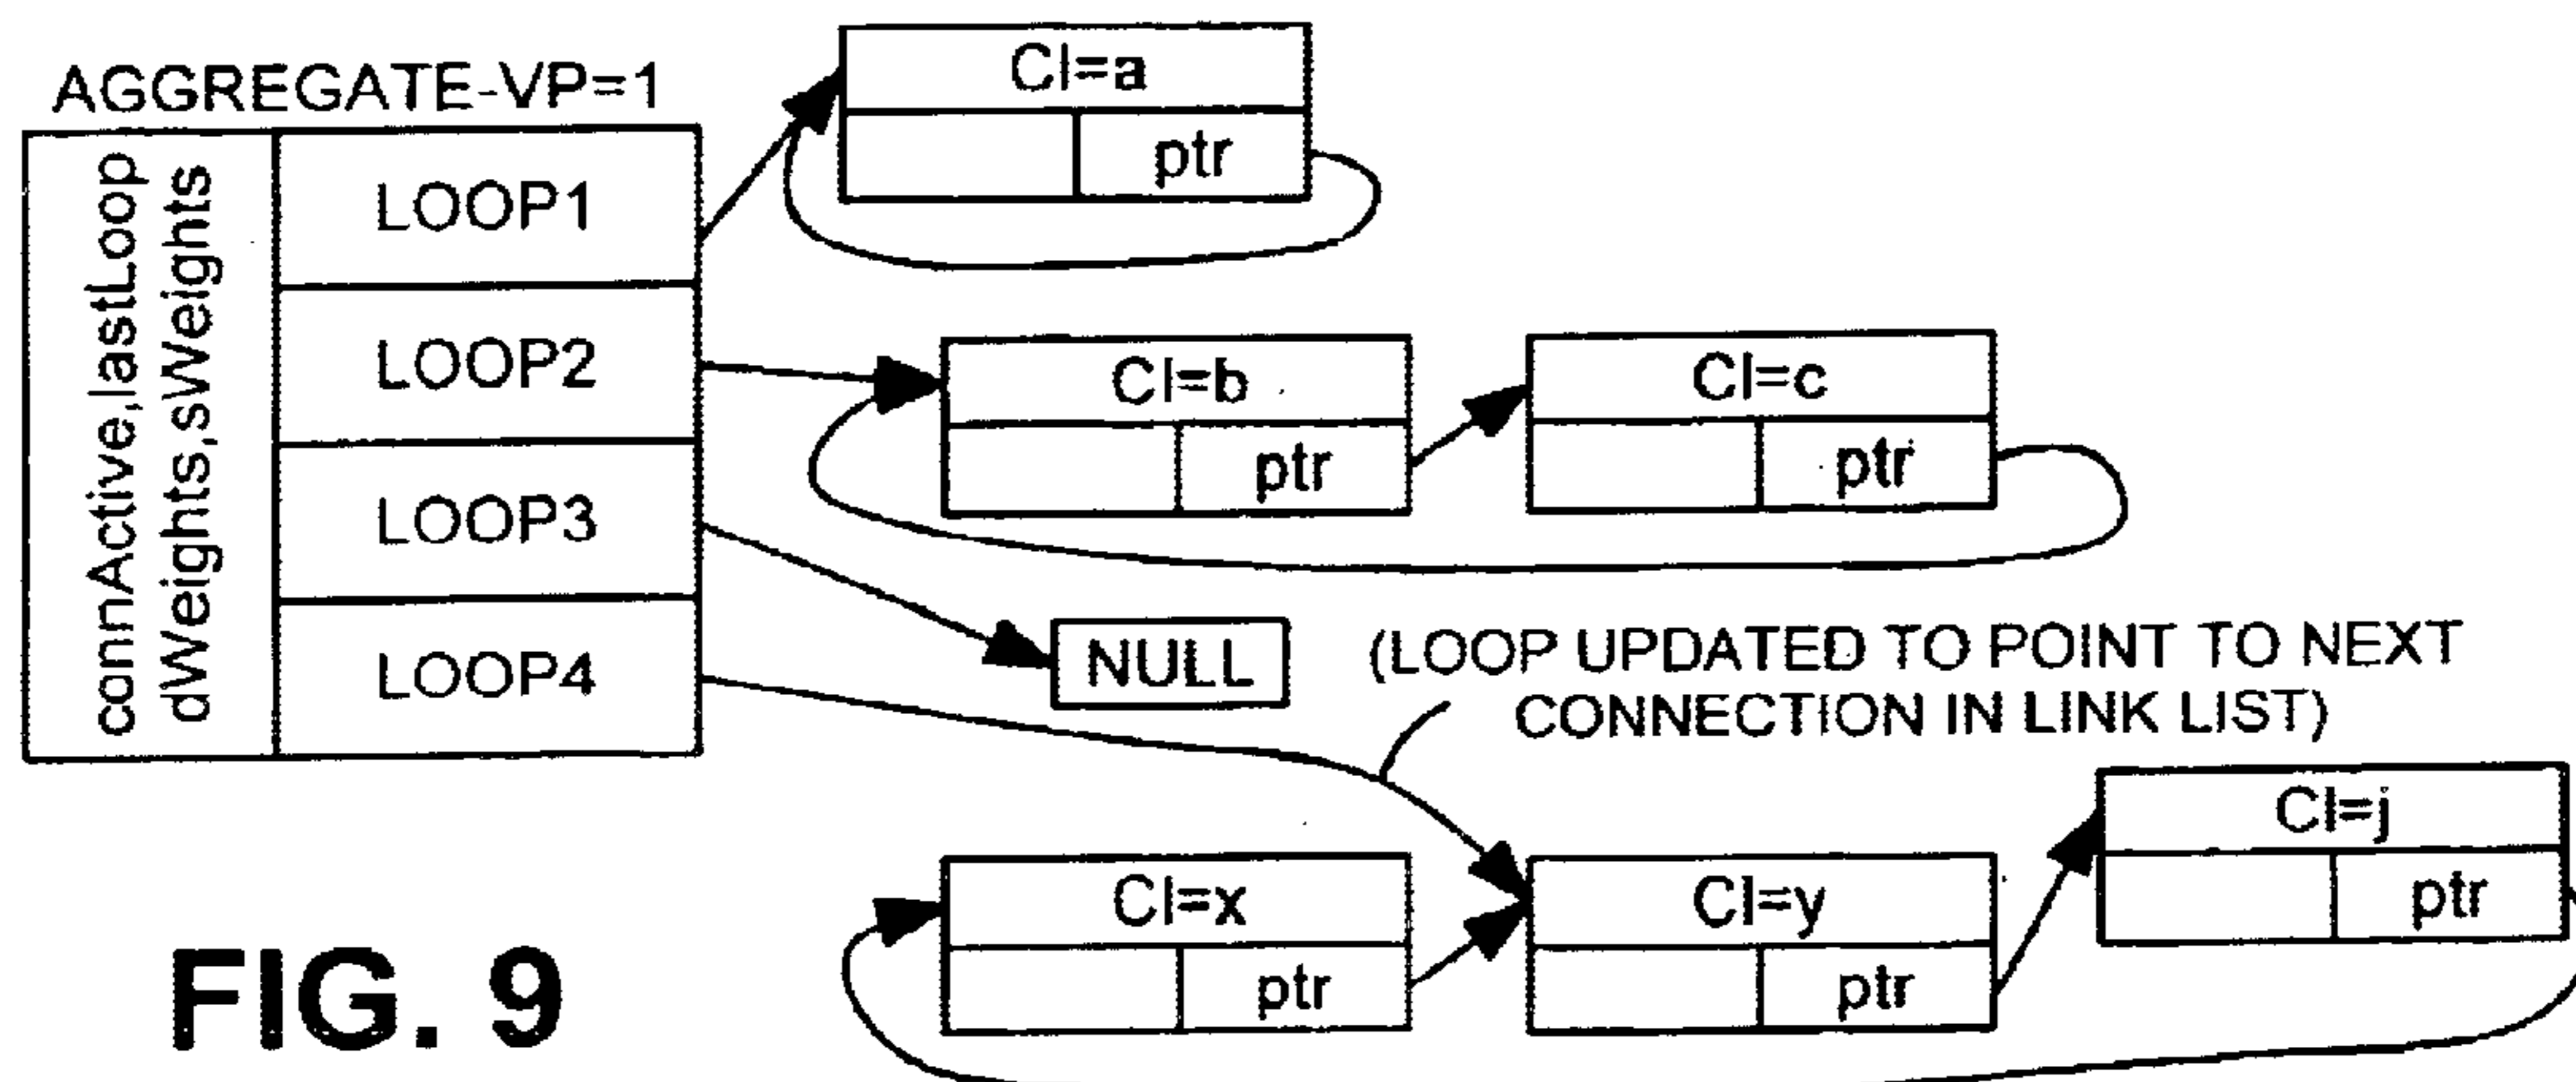 AGGREGATE-VP=1
connActive,lastLoop
dWeights,sWeights
LOOP1
LOOP2
LOOP3
LOOP4
CI=a
ptr
CI=b
ptr
CI=c
ptr
NULL
(LOOP UPDATED TO POINT TO NEXT
CONNECTION IN LINK LIST)
CI=x
ptr
CI=y
ptr
CI=j
ptr
FIG. 9